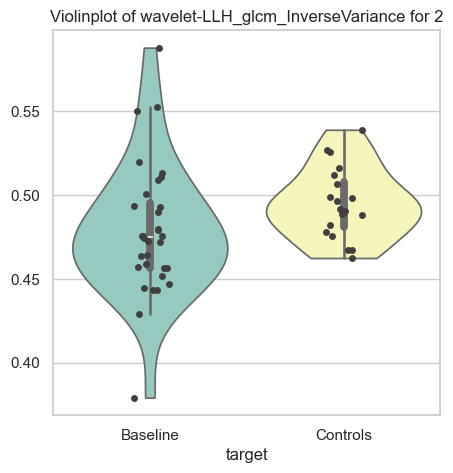 Violinplot of wavelet-LLH_glcm_InverseVariance for 2
0.55
0.50
0.45
0.40
Baseline
Controls
target